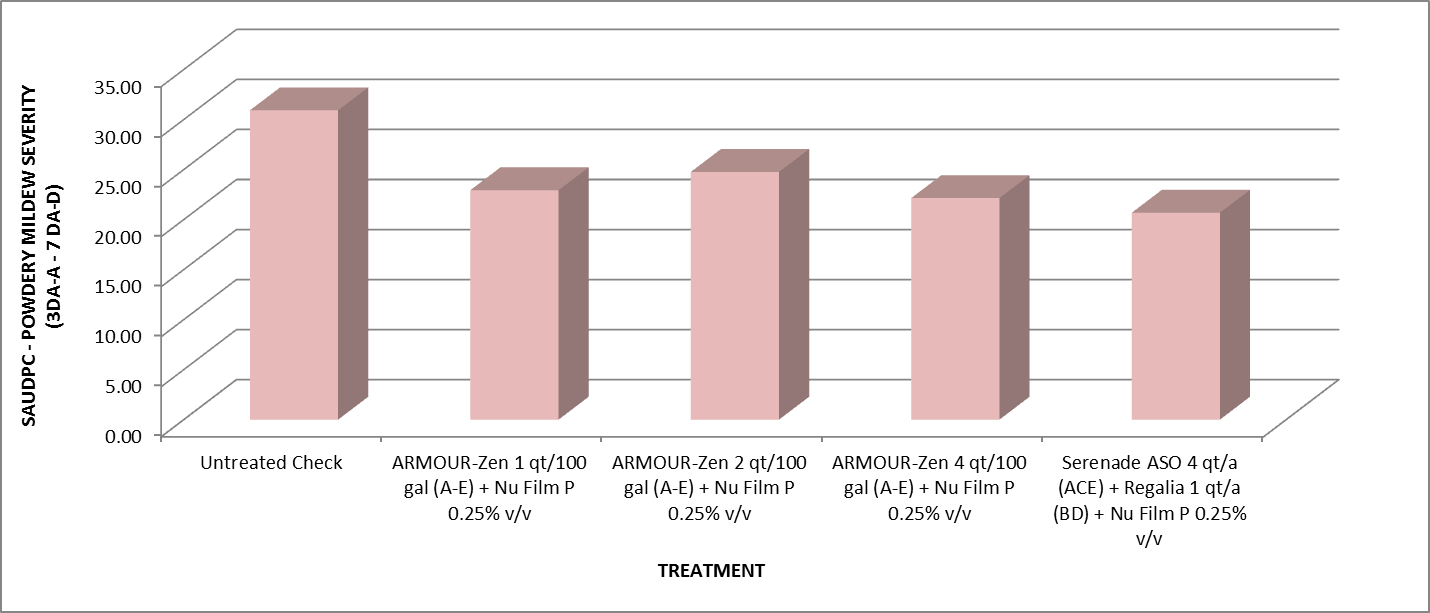 SAUDPC - POWDERY MILDEW SEVERITY
(3DA-A - 7 DA-D)
35.00
30.00
25.00
20.00
15.00
10.00
5.00
0.00
Untreated Check
ARMOUR-Zen 1 qt/100
gal (A-E) + Nu Film P
0.25% v/v
ARMOUR-Zen 2 qt/100
gal (A-E) + Nu Film P
0.25% v/v
ARMOUR-Zen 4 qt/100
gal (A-E) + Nu Film P
0.25% v/v
Serenade ASO 4 qt/a
(ACE) + Regalia 1 qt/a
(BD) + Nu Film P 0.25%
v/v
TREATMENT